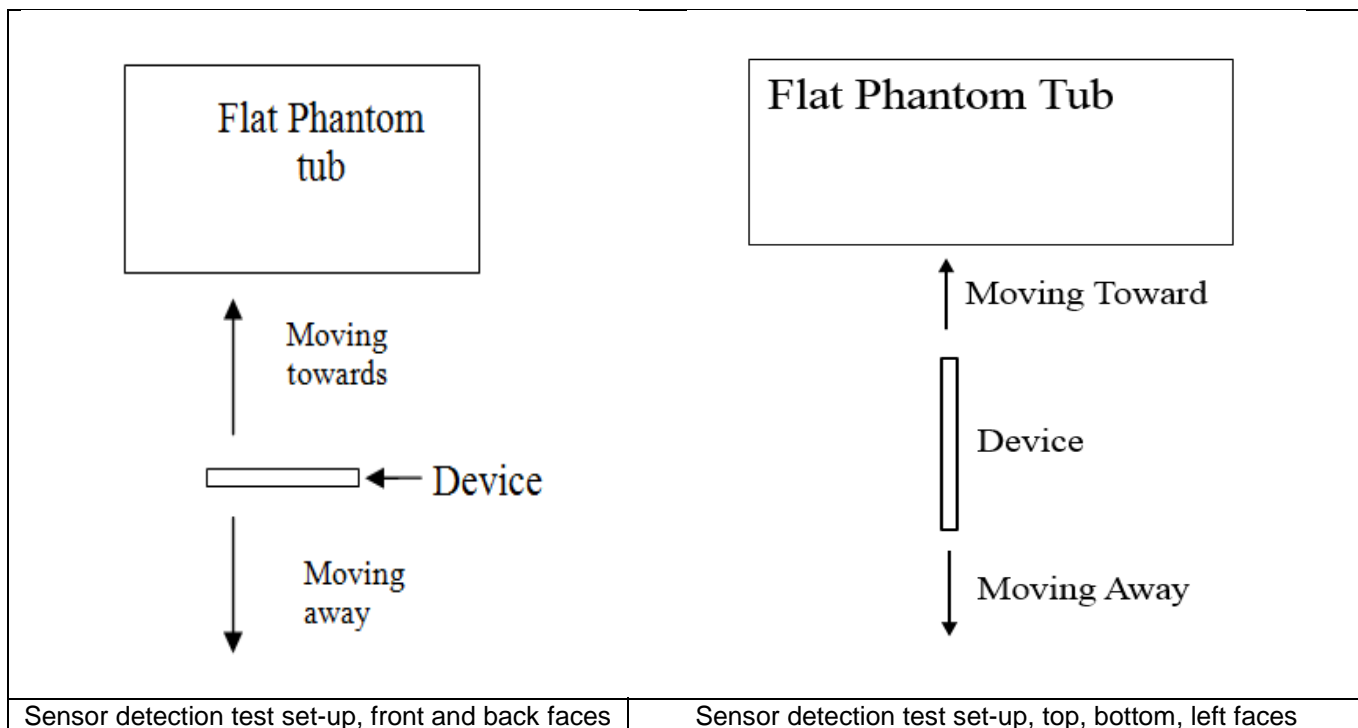 Flat Phantom
tub
Moving
towards
Device
Moving
away
Sensor detection test set-up, front and back faces
Flat Phantom Tub
Moving Toward
Device
Moving Away
Sensor detection test set-up, top, bottom, left faces